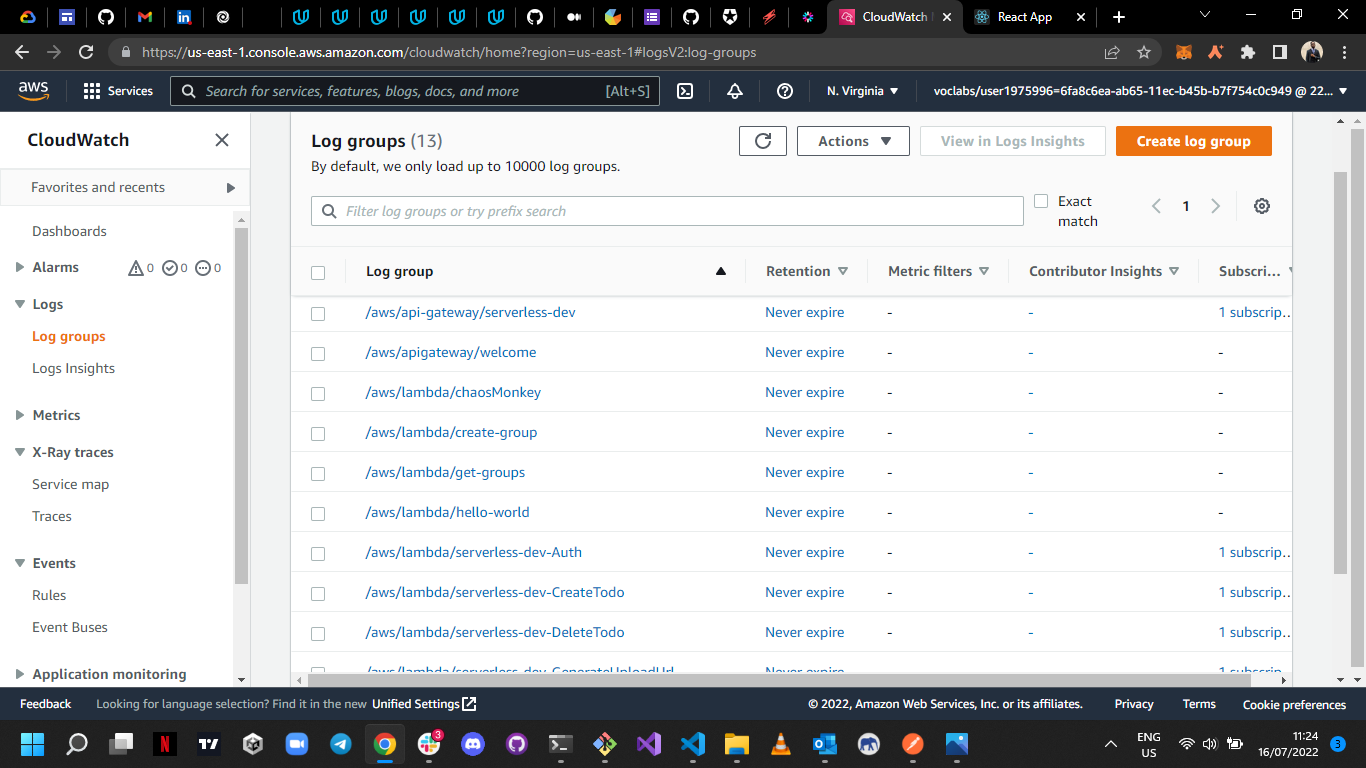 CloudWatch
React App
https://us-east-1.console.aws.amazon.com/cloudwatch/home?region=us-east-1#logsV2:log-groups
aws
Services
Search for services, features, blogs, docs, and more
[Alt+S]
N. Virginia
voclabs/user1975996=6fa8c6ea-ab65-11ec-b45b-b7f754c0c949 @ 22...
CloudWatch
Favorites and recents
Dashboards
Alarms
0
0
0
Logs
Log groups
Logs Insights
Metrics
X-Ray traces
Service map
Traces
Events
Rules
Event Buses
Application monitoring
Log groups (13)
By default, we only load up to 10000 log groups.
Actions
View in Logs Insights
Create log group
Filter log groups or try prefix search
Exact
match
1
Log group Retention Metric filters Contributor Insights Subscri...
/aws/api-gateway/serverless-dev Never expire - - 1 subscrip...
/aws/apigateway/welcome Never expire - - -
/aws/lambda/chaosMonkey Never expire - - -
/aws/lambda/create-group Never expire - - -
/aws/lambda/get-groups Never expire - - -
/aws/lambda/hello-world Never expire - - -
/aws/lambda/serverless-dev-Auth Never expire - - 1 subscrip...
/aws/lambda/serverless-dev-CreateTodo Never expire - - 1 subscrip...
/aws/lambda/serverless-dev-DeleteTodo Never expire - - 1 subscrip...
/aws/lambda/serverless-dev-GenerateUploadUrl Never expire - - 1 subscrip...
Feedback
Looking for language selection? Find it in the new Unified Settings
© 2022, Amazon Web Services, Inc. or its affiliates.
Privacy
Terms
Cookie preferences
3
ENG
US
11:24
16/07/2022
3